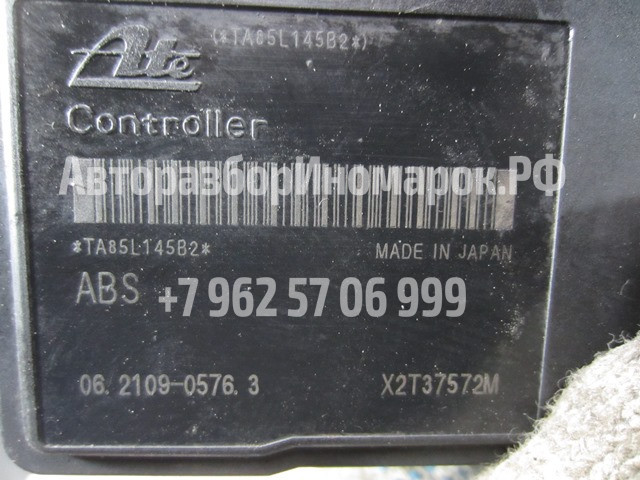 Ate (*TA85L145B2*)
Controller
АвторазборИномарок.РФ
*TA85L145B2* MADE IN JAPAN
ABS +7 962 57 06 999
06.2109-0576.3 X2T37572M